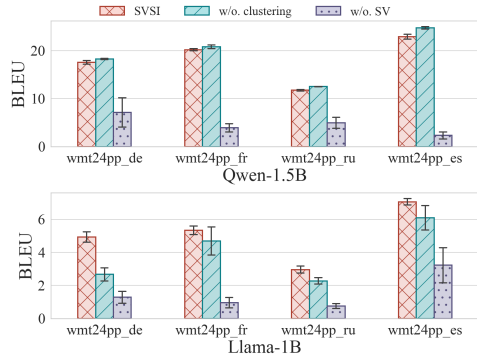 SVSI w/o. clustering w/o. SV
BLEU
20
10
0
wmt24pp_de wmt24pp_fr wmt24pp_ru wmt24pp_es
Qwen-1.5B
BLEU
6
4
2
0
wmt24pp_de wmt24pp_fr wmt24pp_ru wmt24pp_es
Llama-1B